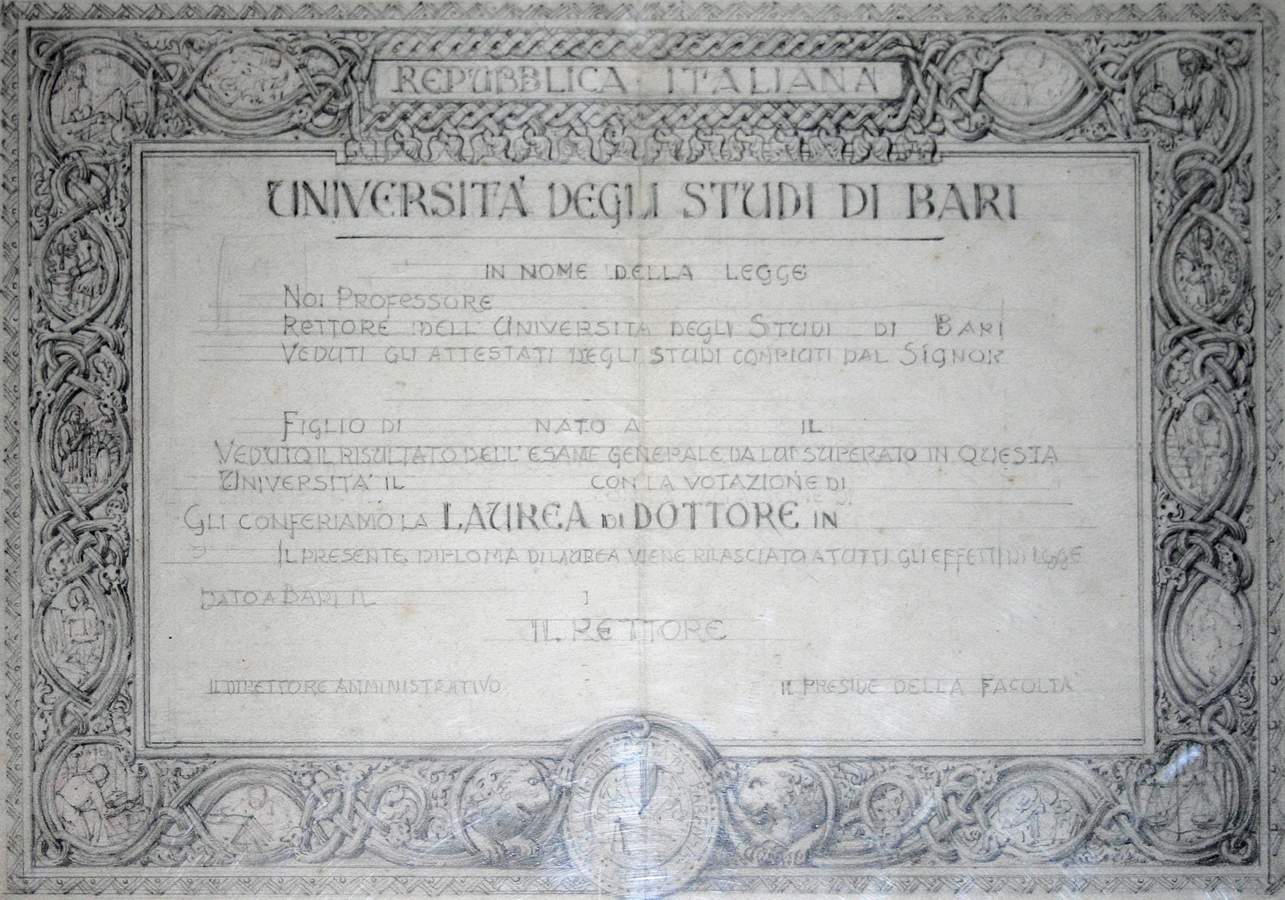 REPUBBLICA ITALIANA
UNIVERSITA' DEGLI STUDI DI BARI
IN NOME DELLA LEGGE
NOI PROFESSORE
RETTORE DELL' UNIVERSITA DEGLI STUDI DI BARI
VEDUTI GLI ATTESTATI DEGLI STUDI COMPIUTI DAL SIGNOR
FIGLIO DI NATO A IL
VEDUTO IL RISULTATO DELL' ESAME GENERALE DA LUI SUPERATO IN QUESTA
UNIVERSITA' IL CON LA VOTAZIONE DI
GLI CONFERIAMO LA LAUREA DI DOTTORE IN
IL PRESENTE DIPLOMA DI LAUREA VIENE RILASCIATO A TUTTI GLI EFFETTI DI LEGGE
DATO A BARI IL
IL RETTORE
IL DIRETTORE AMMINISTRATIVO IL PRESIDE DELLA FACOLTA'